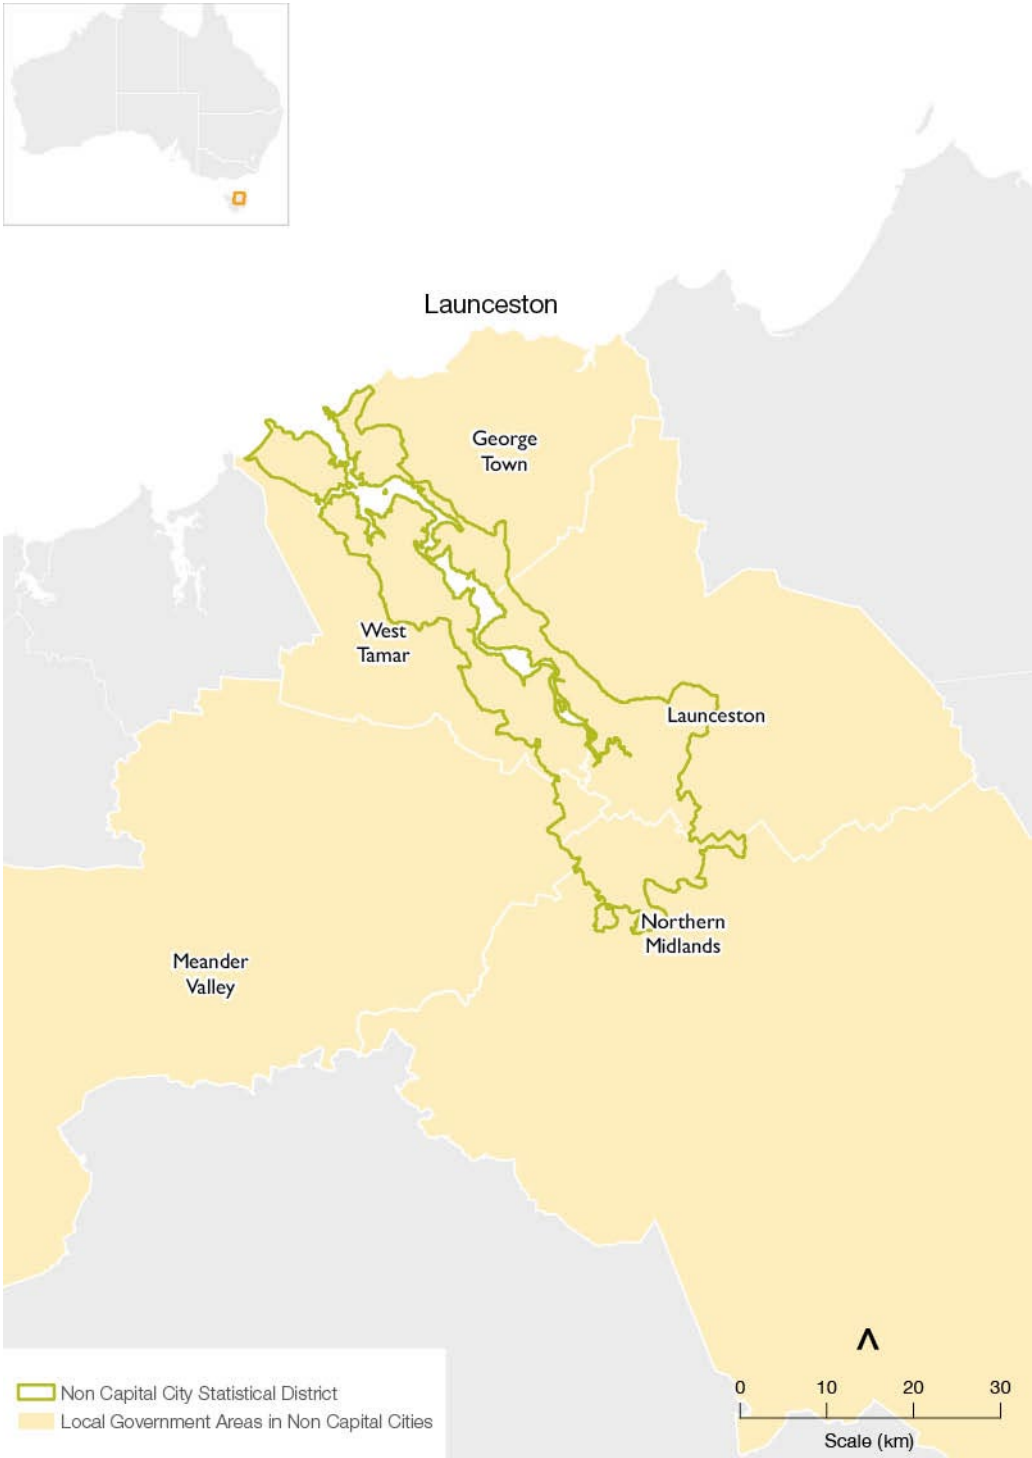 Launceston
George
Town
West
Tamar
Launceston
Northern
Midlands
Meander
Valley
Non Capital City Statistical District
Local Government Areas in Non Capital Cities
0 10 20 30
Scale (km)